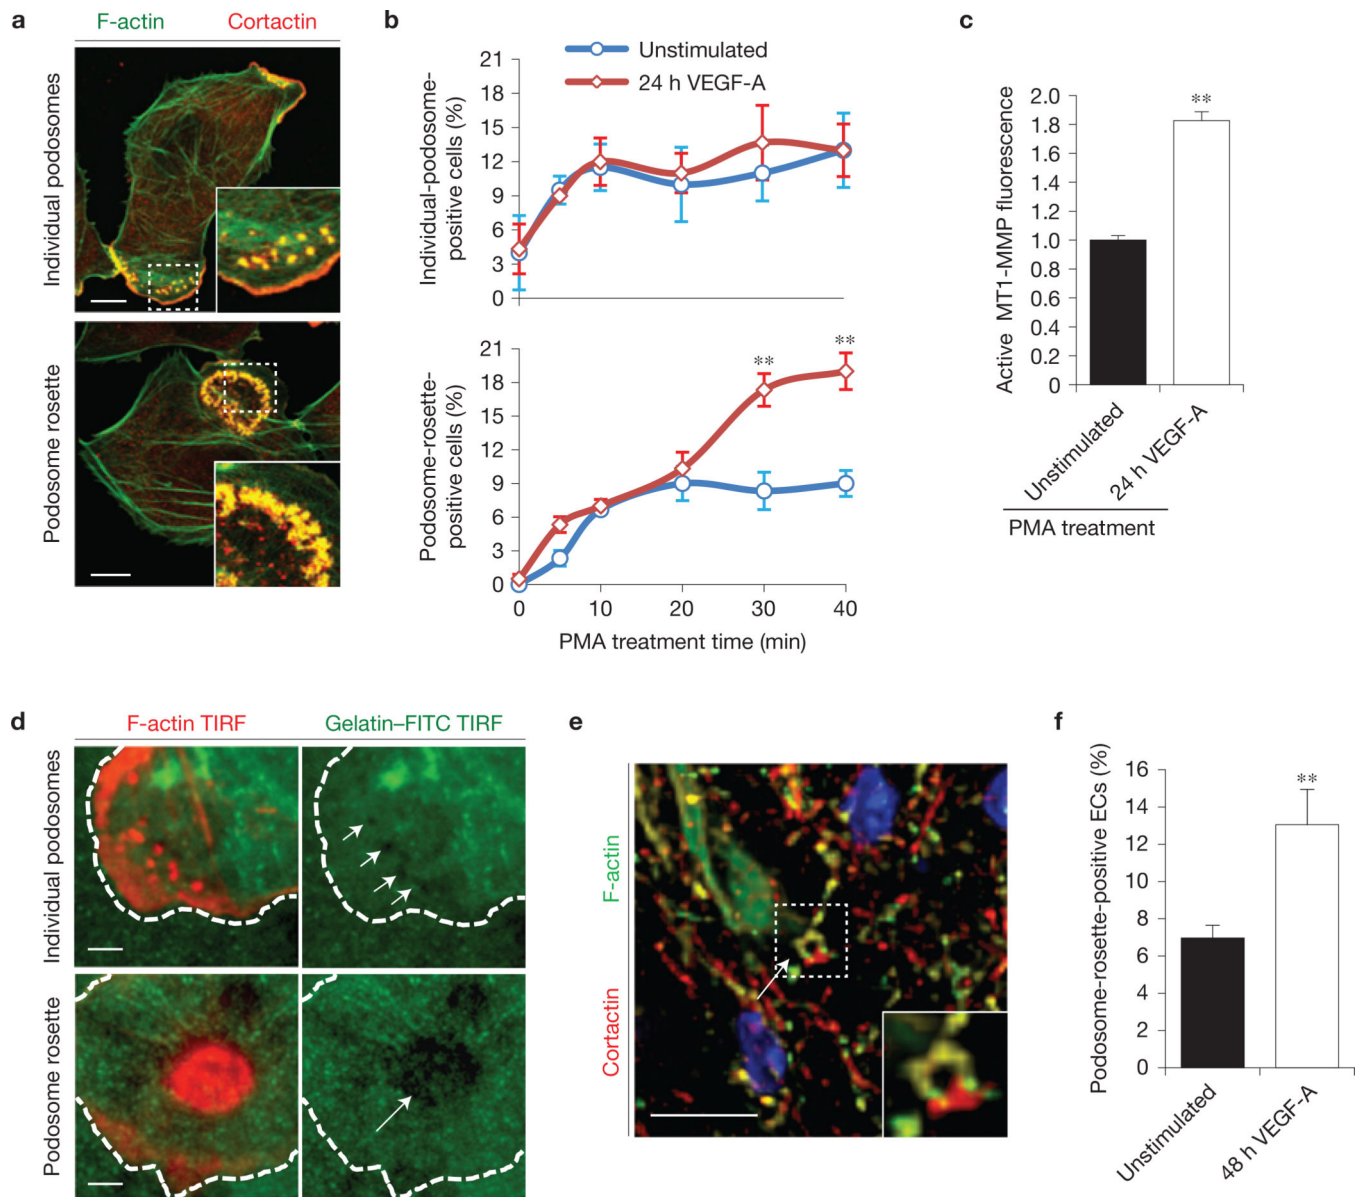 a
F-actin
Cortactin
Individual podosomes
Podosome rosette
b
Unstimulated
24 h VEGF-A
Individual-podosome-
positive cells (%)
21
18
15
12
9
6
3
0
Podosome-rosette-
positive cells (%)
21
18
15
12
9
6
3
0
**
**
0
10
20
30
40
PMA treatment time (min)
c
Active MT1-MMP fluorescence
2.0
1.8
1.6
1.4
1.2
1.0
0.8
0.6
0.4
0.2
0
**
Unstimulated
24 h VEGF-A
PMA treatment
d
F-actin TIRF
Gelatin–FITC TIRF
Individual podosomes
Podosome rosette
e
F-actin
Cortactin
f
Podosome-rosette-positive ECs (%)
16
14
12
10
8
6
4
2
0
**
Unstimulated
48 h VEGF-A